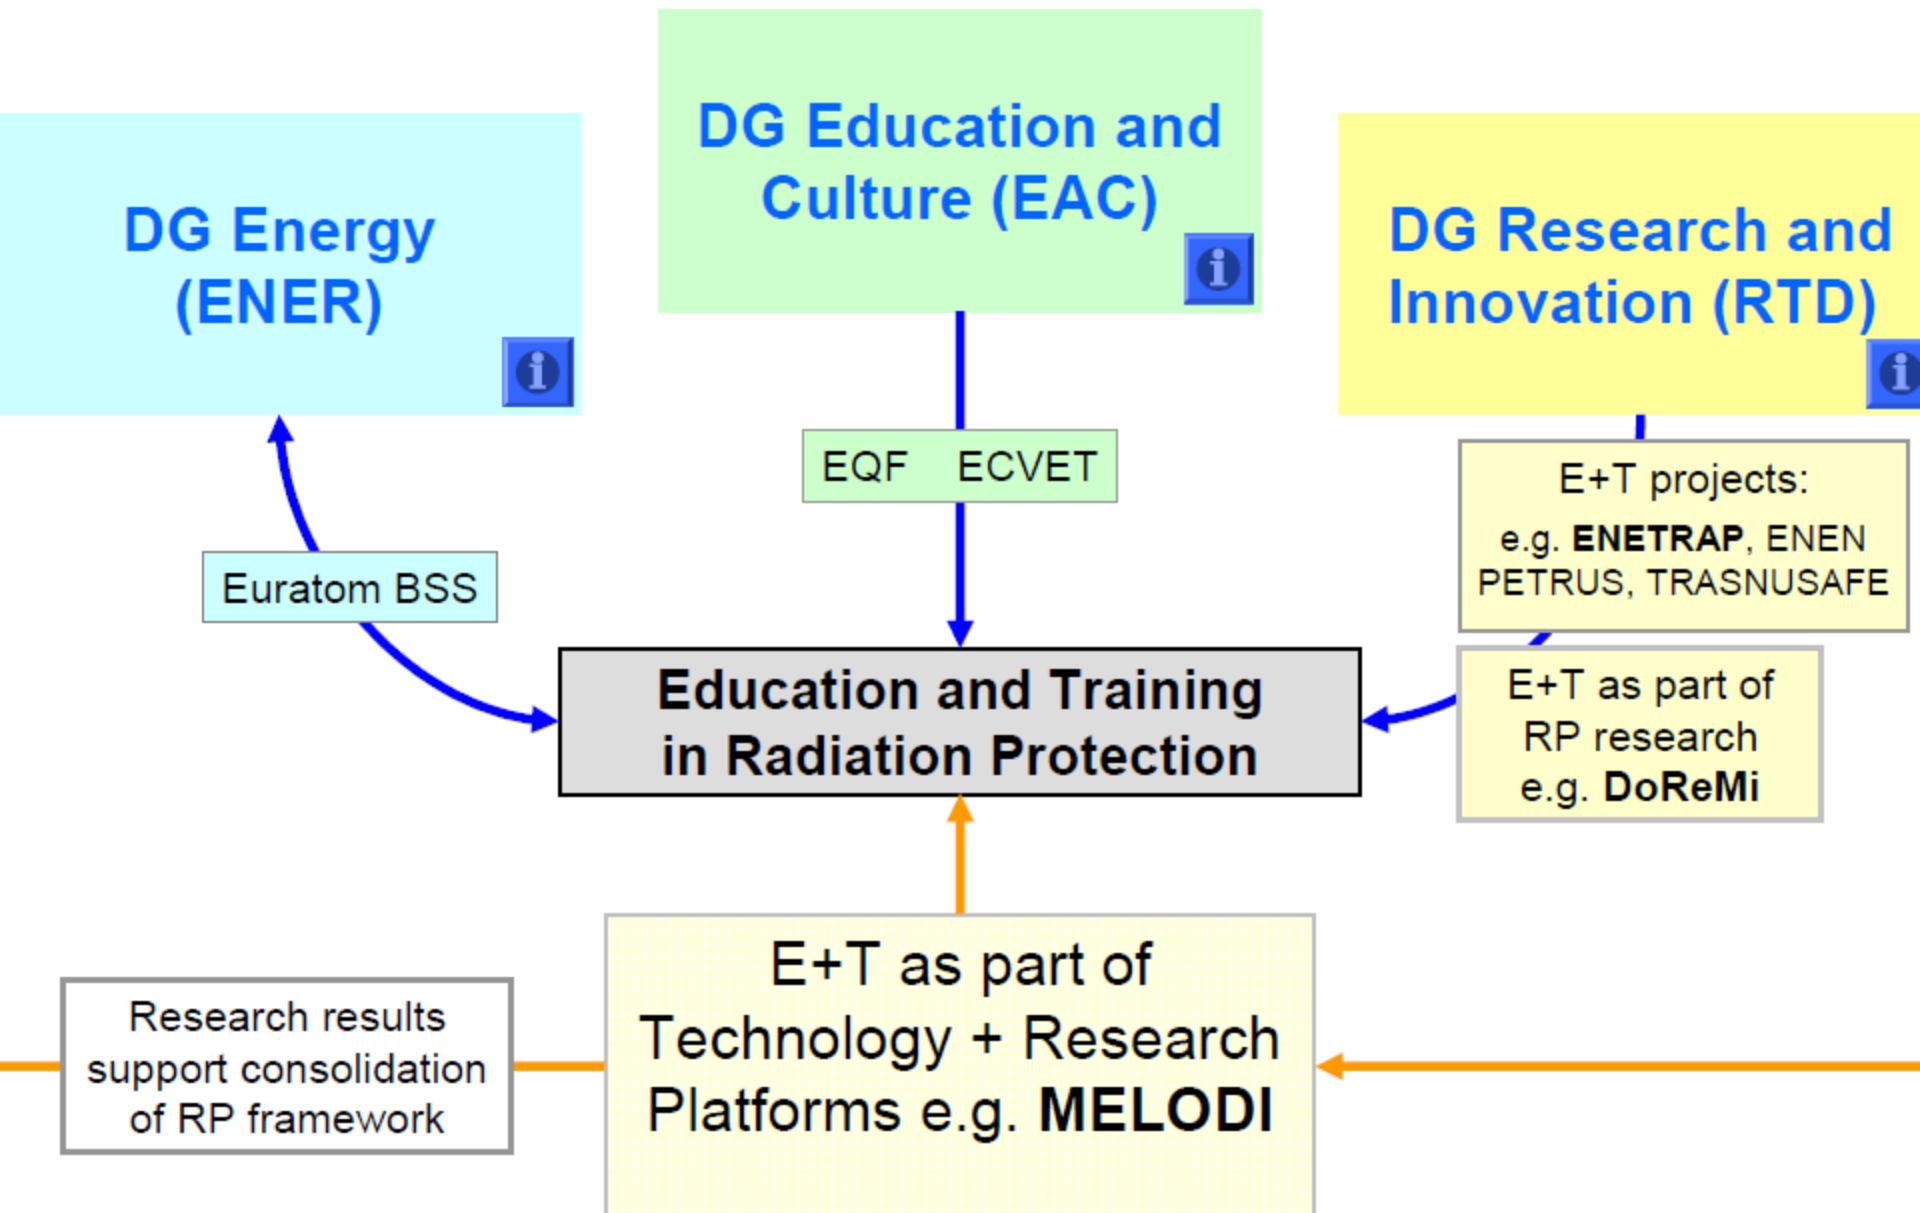 DG Education and
Culture (EAC)
DG Energy
(ENER)
DG Research and
Innovation (RTD)
EQF ECVET
E+T projects:
e.g. ENETRAP, ENEN
PETRUS, TRASNUSAFE
Euratom BSS
Education and Training
in Radiation Protection
E+T as part of
RP research
e.g. DoReMi
E+T as part of
Technology + Research
Platforms e.g. MELODI
Research results
support consolidation
of RP framework